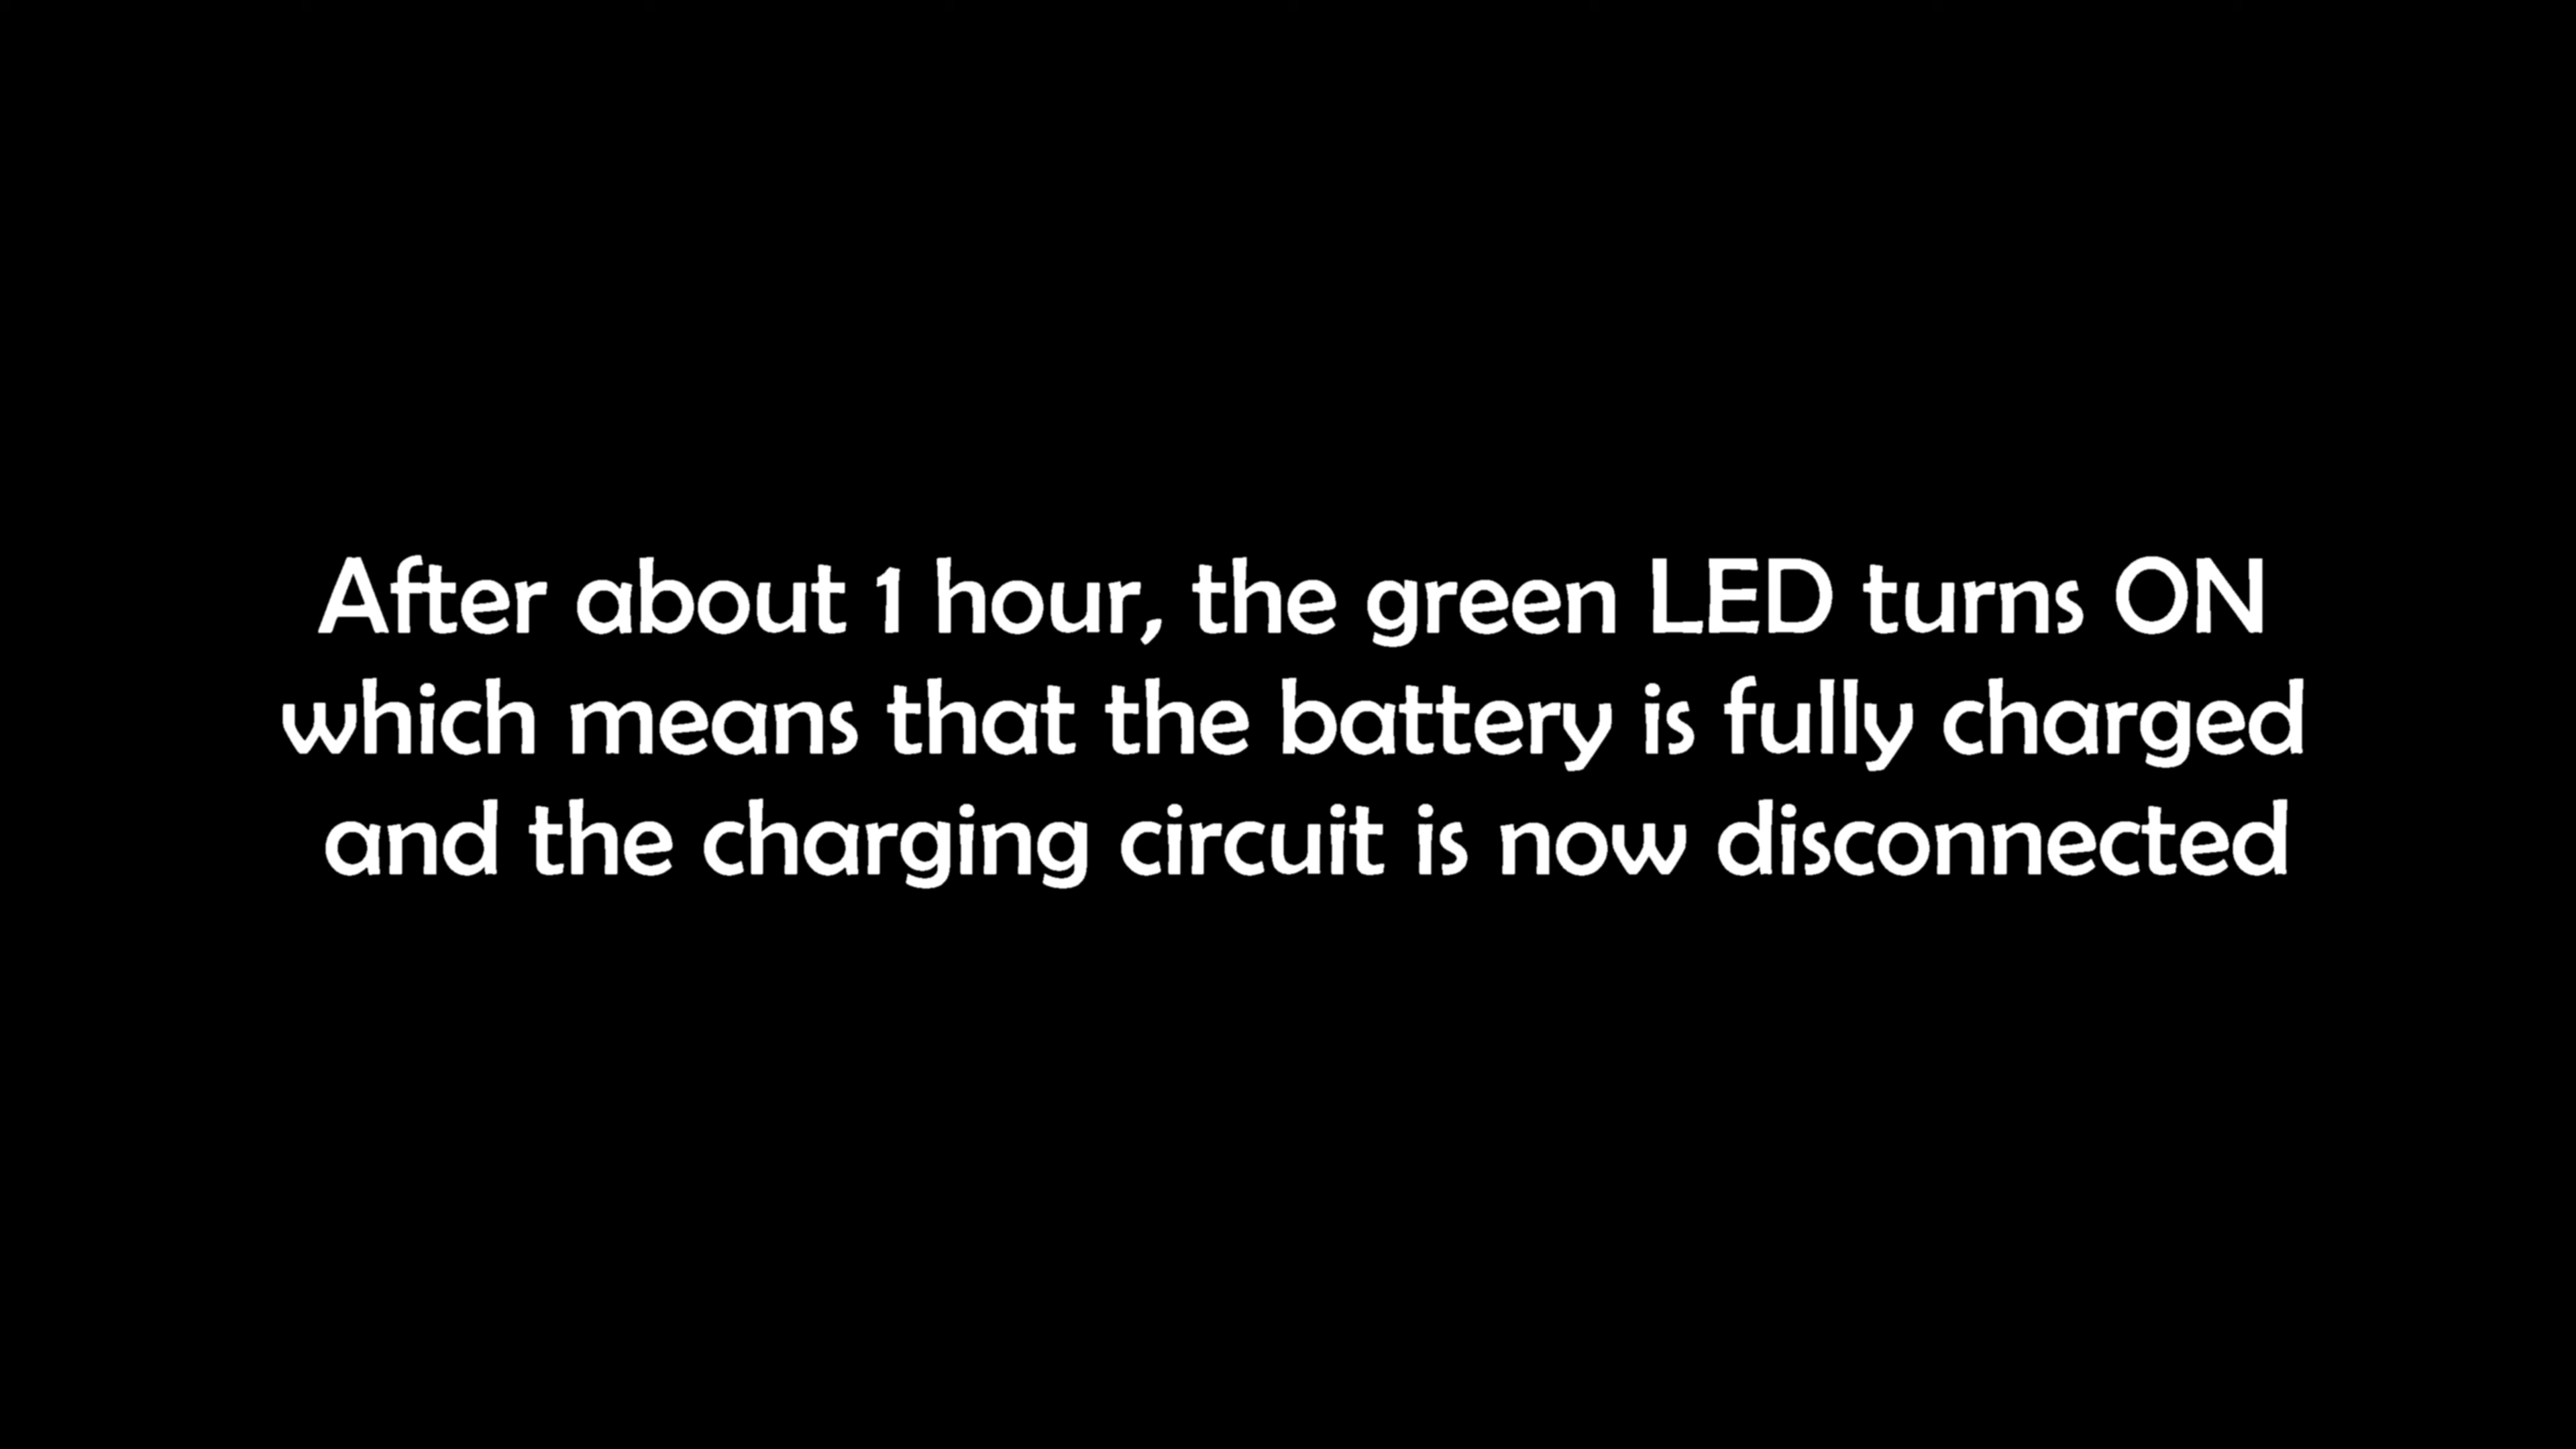 After about 1 hour, the green LED turns ON
which means that the battery is fully charged
and the charging circuit is now disconnected